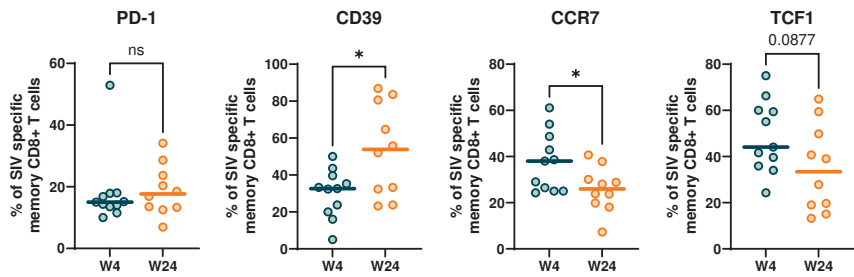 PD-1
ns
% of SIV specific
memory CD8+ T cells
60
40
20
0
W4 W24
CD39
*
% of SIV specific
memory CD8+ T cells
100
80
60
40
20
0
W4 W24
CCR7
*
% of SIV specific
memory CD8+ T cells
80
60
40
20
0
W4 W24
TCF1
0.0877
% of SIV specific
memory CD8+ T cells
80
60
40
20
0
W4 W24